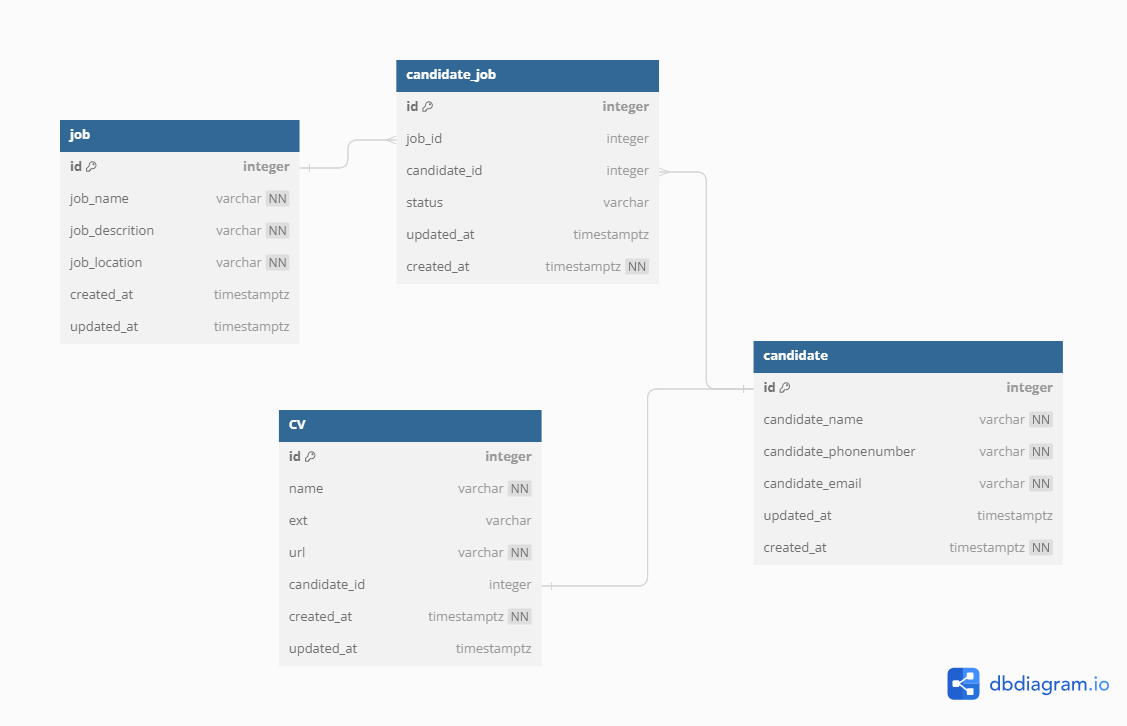 job
id integer
job_name varchar NN
job_descrition varchar NN
job_location varchar NN
created_at timestamptz
updated_at timestamptz
candidate_job
id integer
job_id integer
candidate_id integer
status varchar
updated_at timestamptz
created_at timestamptz NN
CV
id integer
name varchar NN
ext varchar
url varchar NN
candidate_id integer
created_at timestamptz NN
updated_at timestamptz
candidate
id integer
candidate_name varchar NN
candidate_phonenumber varchar NN
candidate_email varchar NN
updated_at timestamptz
created_at timestamptz NN
dbdiagram.io